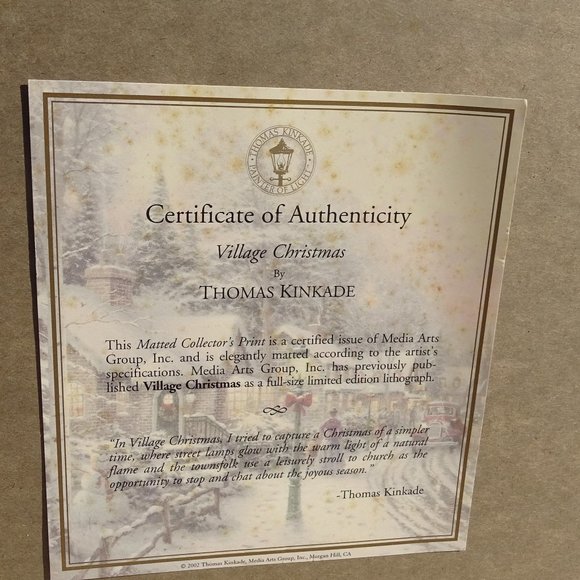 THOMAS KINKADE
PAINTER OF LIGHT
Certificate of Authenticity
Village Christmas
By
THOMAS KINKADE
This Matted Collector's Print is a certified issue of Media Arts
Group, Inc. and is elegantly matted according to the artist's
specifications. Media Arts Group, Inc. has previously pub-
lished Village Christmas as a full-size limited edition lithograph.
"In Village Christmas, I tried to capture a Christmas of a simpler
time, where street lamps glow with the warm light of a natural
flame and the townsfolk use a leisurely stroll to church as the
opportunity to stop and chat about the joyous season."
-Thomas Kinkade
© 2002 Thomas Kinkade, Media Arts Group, Inc., Morgan Hill, CA